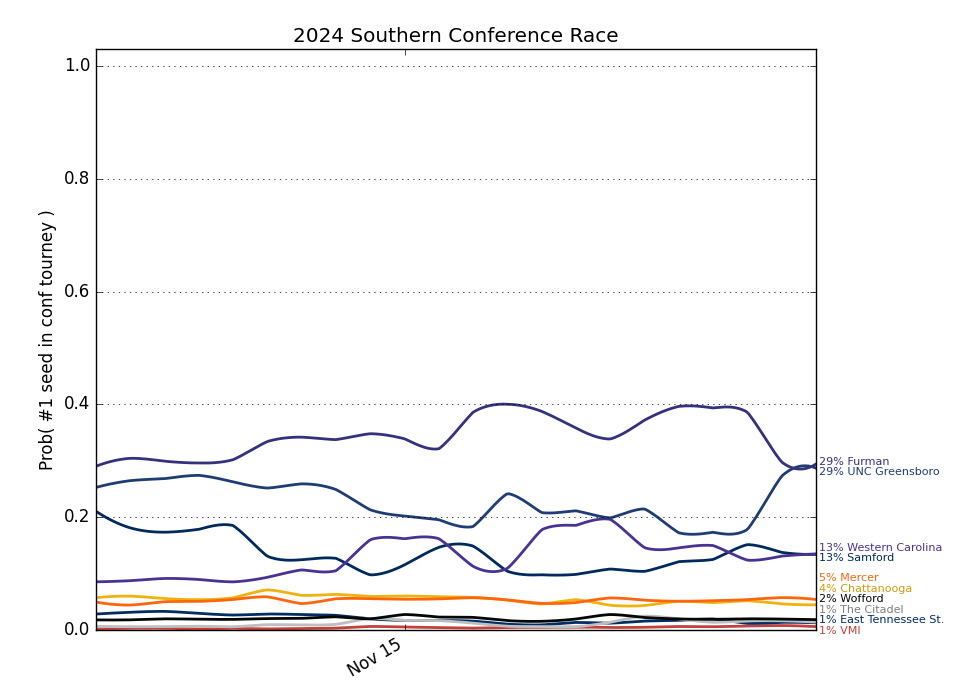 2024 Southern Conference Race
Prob( #1 seed in conf tourney )
1.0
0.8
0.6
0.4
0.2
0.0
Nov 15
29% Furman
29% UNC Greensboro
13% Western Carolina
13% Samford
5% Mercer
4% Chattanooga
2% Wofford
1% The Citadel
1% East Tennessee St.
1% VMI